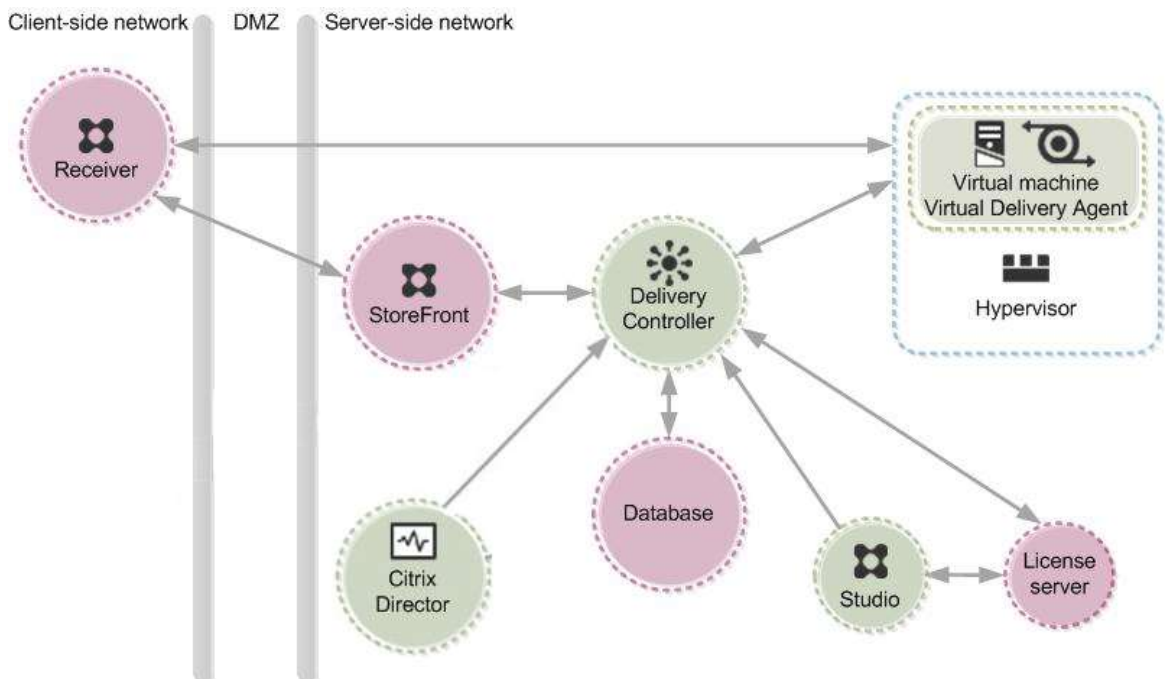 Client-side network
DMZ
Server-side network
Receiver
Virtual machine
Virtual Delivery Agent
Hypervisor
StoreFront
Delivery
Controller
Database
Citrix
Director
Studio
License
server